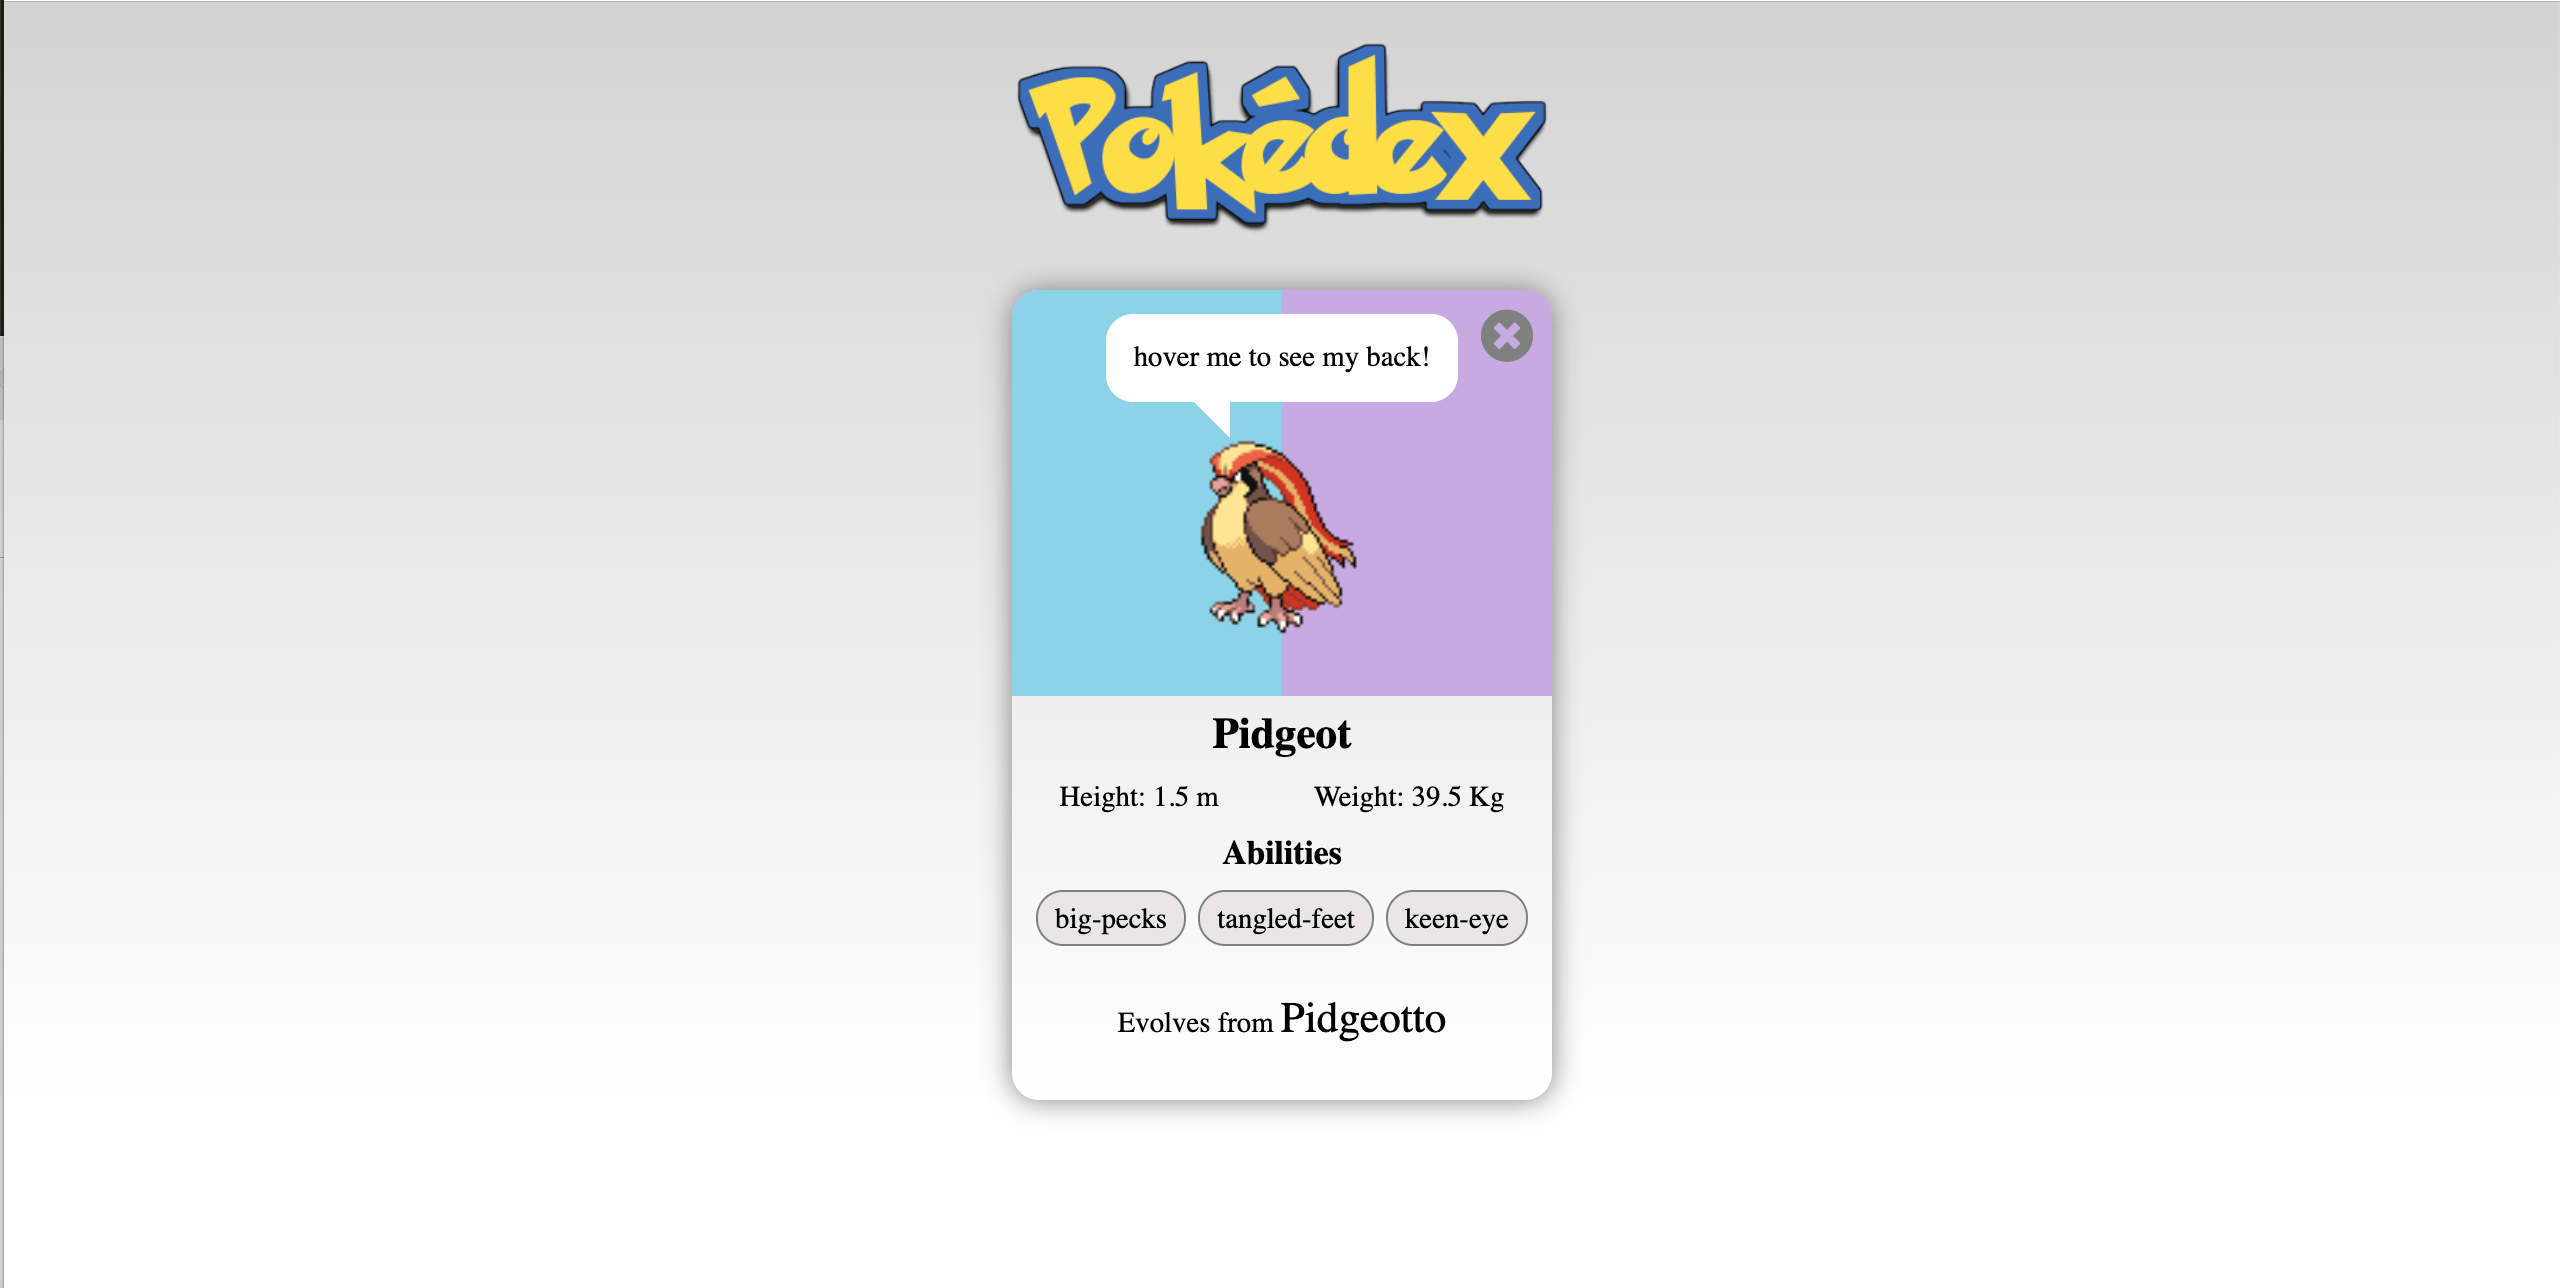 Pokédex
hover me to see my back!
Pidgeot
Height: 1.5 m Weight: 39.5 Kg
Abilities
big-pecks tangled-feet keen-eye
Evolves from Pidgeotto